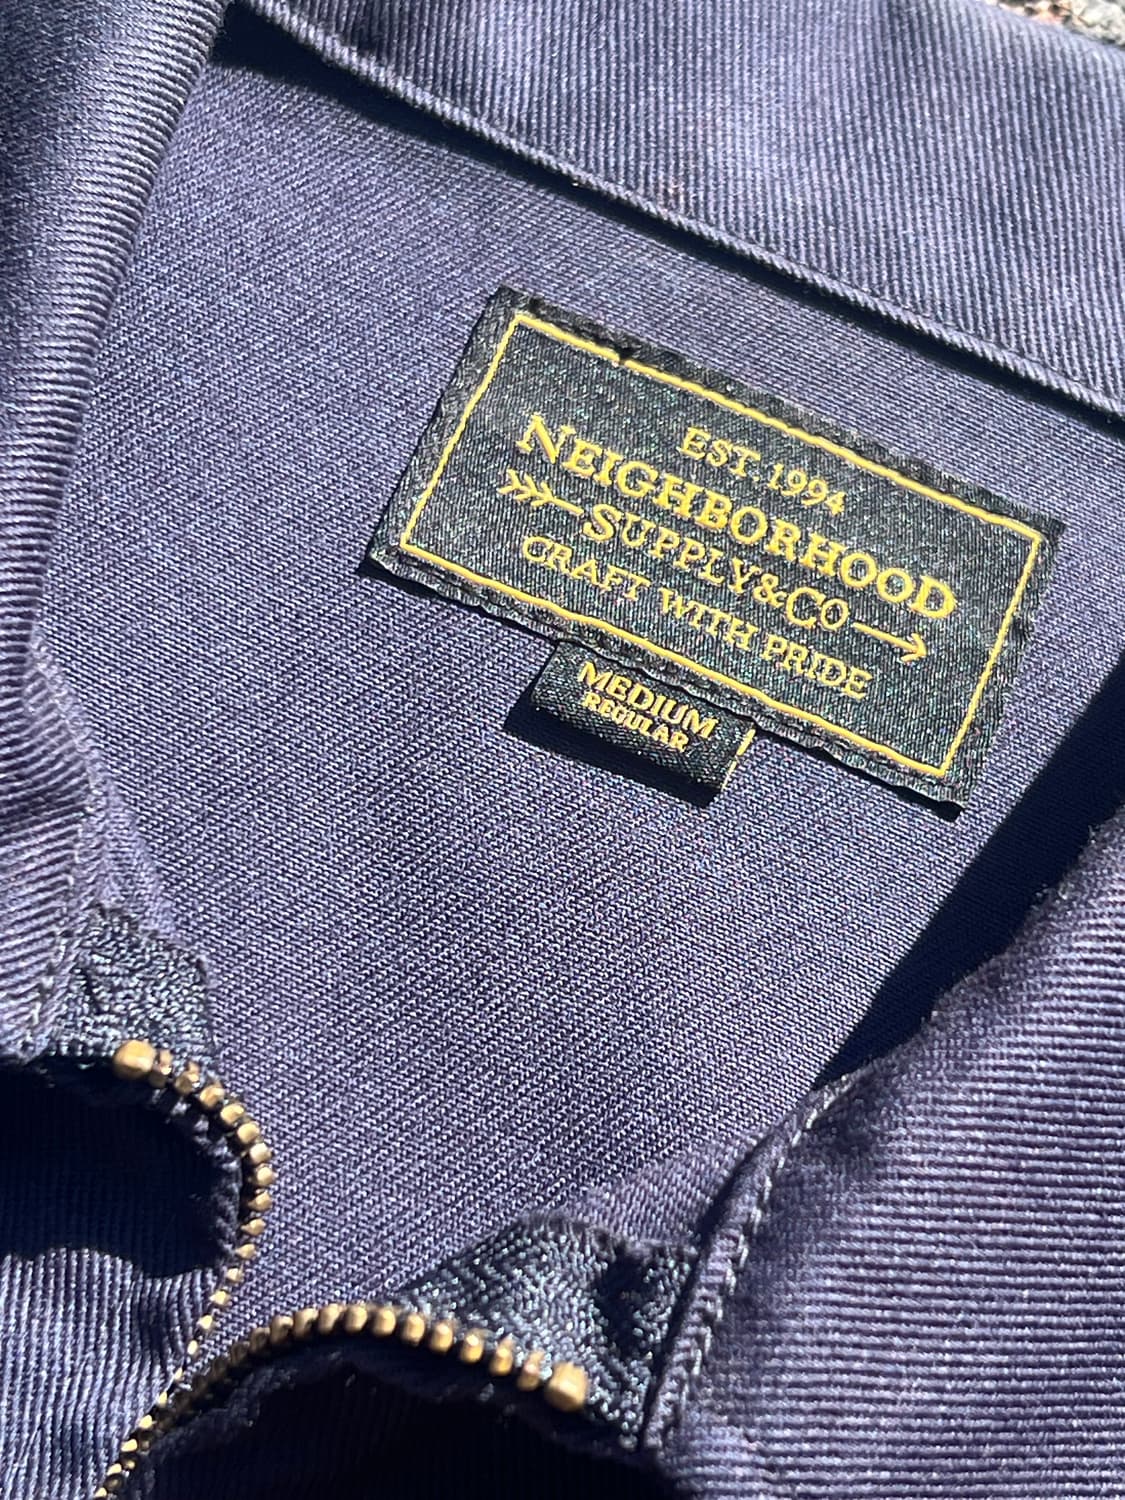 EST. 1994
NEIGHBORHOOD
SUPPLY&CO
CRAFT WITH PRIDE
MEDIUM
REGULAR